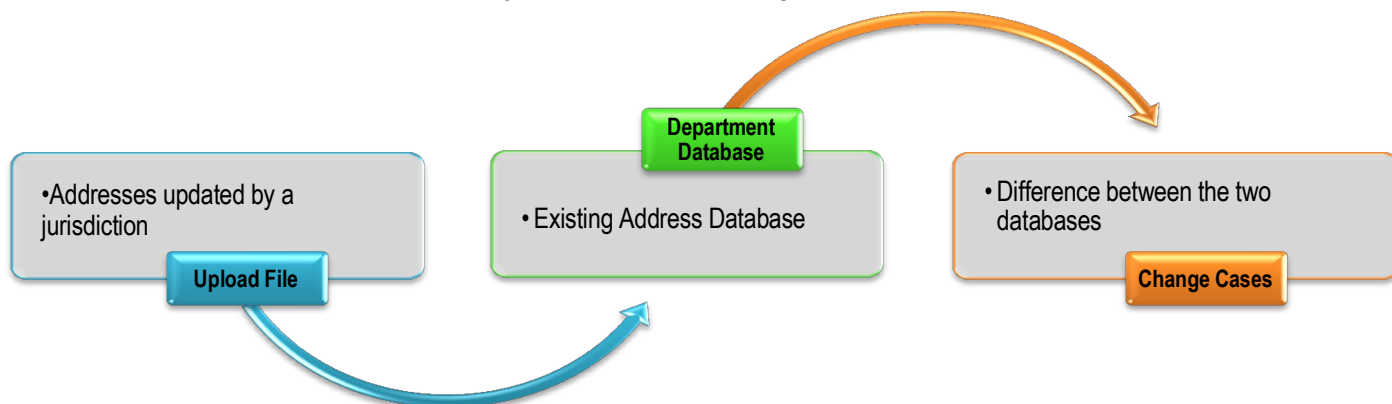 •Addresses updated by a
jurisdiction
Upload File
Department
Database
• Existing Address Database
• Difference between the two
databases
Change Cases